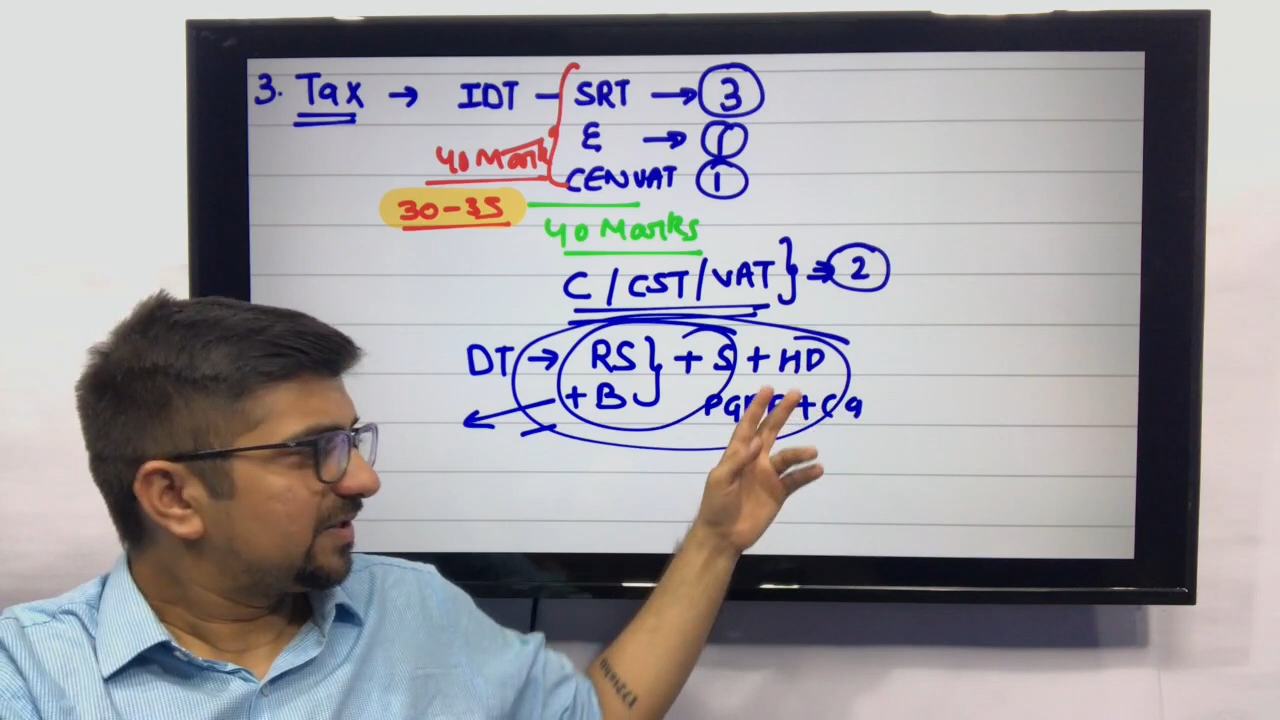 3. Tax → IDT – SRT → 3
E → 1
40 Mark
CENVAT 1
30-35
40 Marks
C / CST / VAT } ⇒ 2
DT → RS } + S + HD
+ B